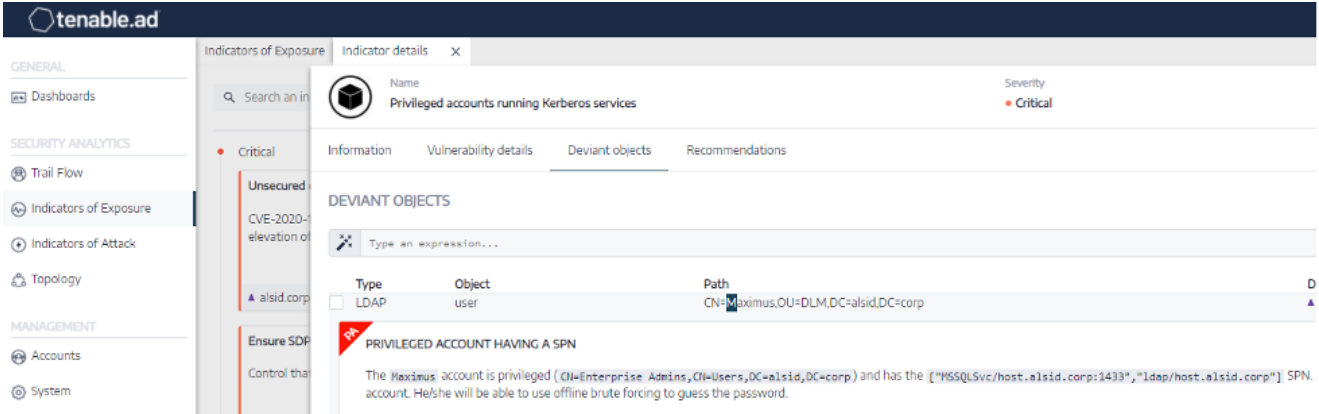 tenable.ad
GENERAL
Dashboards
SECURITY ANALYTICS
Trail Flow
Indicators of Exposure
Indicators of Attack
Topology
MANAGEMENT
Accounts
System
Indicators of Exposure
Indicator details X
Search an in
Critical
Unsecured
CVE-2020-1
elevation of
alsid.corp
Ensure SDP
Control that
Name
Privileged accounts running Kerberos services
Severity
Critical
Information Vulnerability details Deviant objects Recommendations
DEVIANT OBJECTS
Type an expression...
Type Object Path D
LDAP user CN=Maximus,OU=DLM,DC=alsid,DC=corp
PA
PRIVILEGED ACCOUNT HAVING A SPN
The Maximus account is privileged (CN=Enterprise Admins,CN=Users,DC=alsid,DC=corp) and has the ["MSSQLSvc/host.alsid.corp:1433","ldap/host.alsid.corp"] SPN.
account. He/she will be able to use offline brute forcing to guess the password.